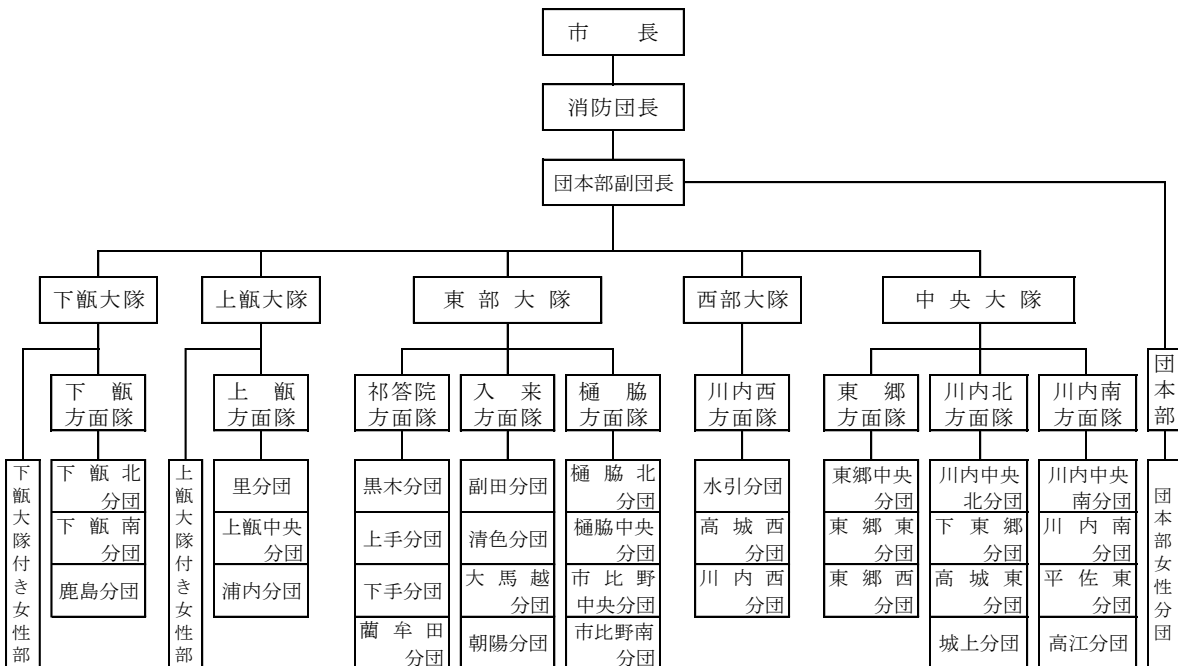 市長
消防団長
団本部副団長
下甑大隊
上甑大隊
東部大隊
西部大隊
中央大隊
下甑
方面隊
上甑
方面隊
祁答院
方面隊
入来
方面隊
樋脇
方面隊
川内西
方面隊
東郷
方面隊
川内北
方面隊
川内南
方面隊
団本部
下甑大隊付き女性部
下甑北
分団
下甑南
分団
鹿島分団
上甑大隊付き女性部
里分団
上甑中央
分団
浦内分団
黒木分団
上手分団
下手分団
藺牟田
分団
副田分団
清色分団
大馬越
分団
朝陽分団
樋脇北
分団
樋脇中央
分団
市比野
中央分団
市比野南
分団
水引分団
高城西
分団
川内西
分団
東郷中央
分団
東郷東
分団
東郷西
分団
川内中央
北分団
下東郷
分団
高城東
分団
城上分団
川内中央
南分団
川内南
分団
平佐東
分団
高江分団
団本部女性分団